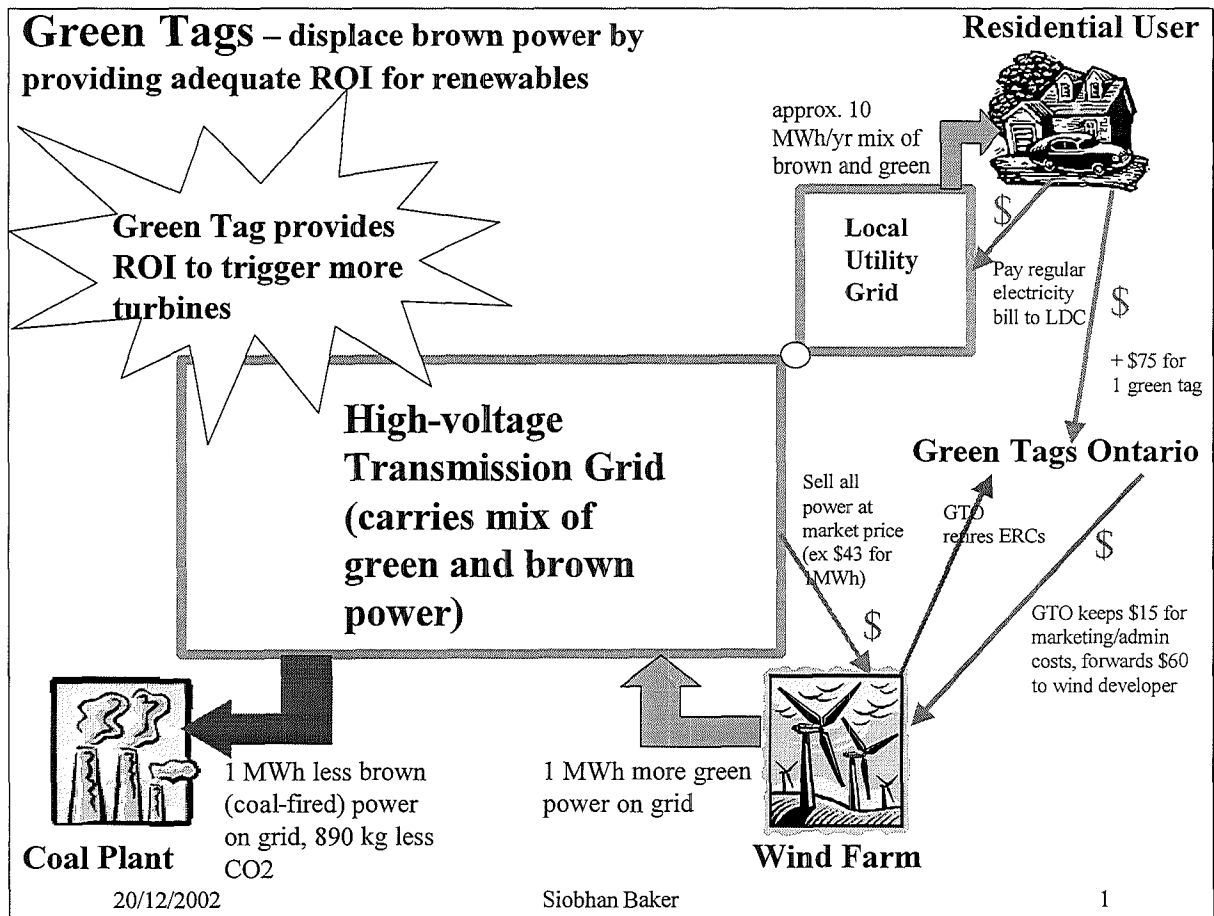 Green Tags – displace brown power by
providing adequate ROI for renewables
Residential User
approx. 10
MWh/yr mix of
brown and green
Green Tag provides
ROI to trigger more
turbines
Local
Utility
Grid
$
Pay regular
electricity
bill to LDC
$
+ $75 for
1 green tag
High-voltage
Transmission Grid
(carries mix of
green and brown
power)
Green Tags Ontario
Sell all
power at
market price
(ex $43 for
1MWh)
$
GTO
retires ERCs
$
GTO keeps $15 for
marketing/admin
costs, forwards $60
to wind developer
1 MWh less brown
(coal-fired) power
on grid, 890 kg less
CO2
1 MWh more green
power on grid
Coal Plant
Wind Farm
20/12/2002
Siobhan Baker
1